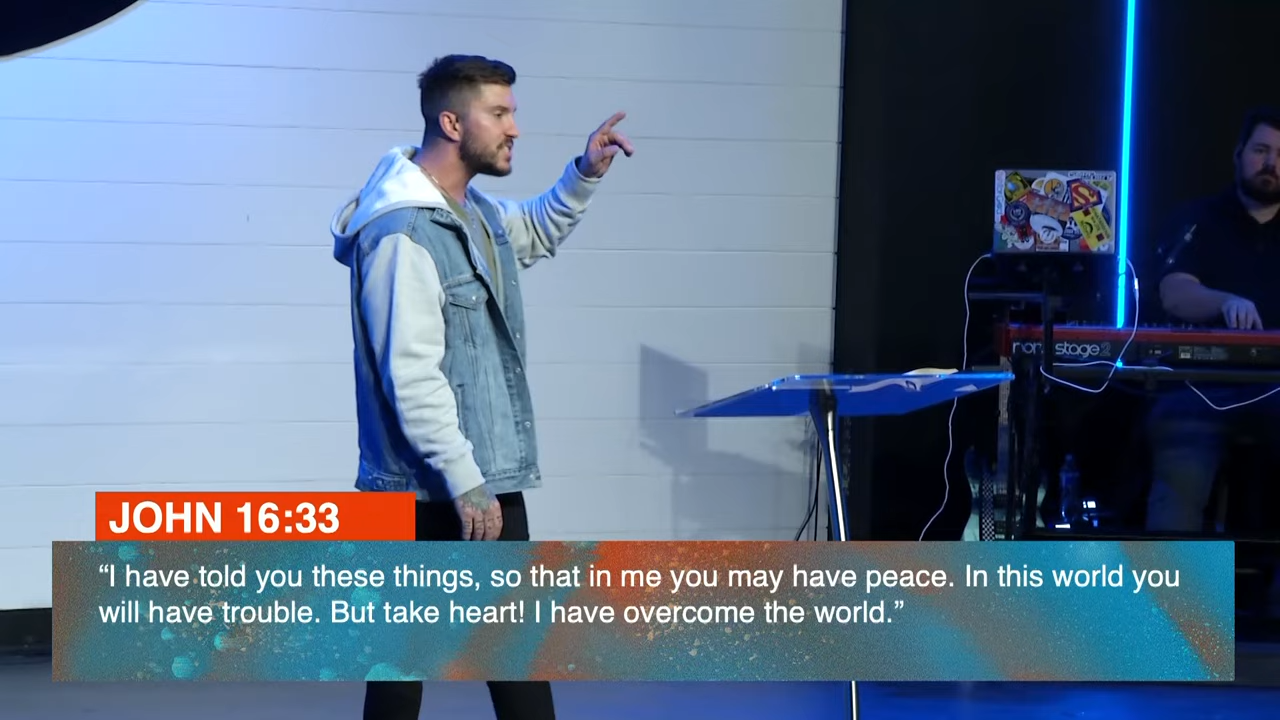 JOHN 16:33
“I have told you these things, so that in me you may have peace. In this world you
will have trouble. But take heart! I have overcome the world.”
nord stage 2